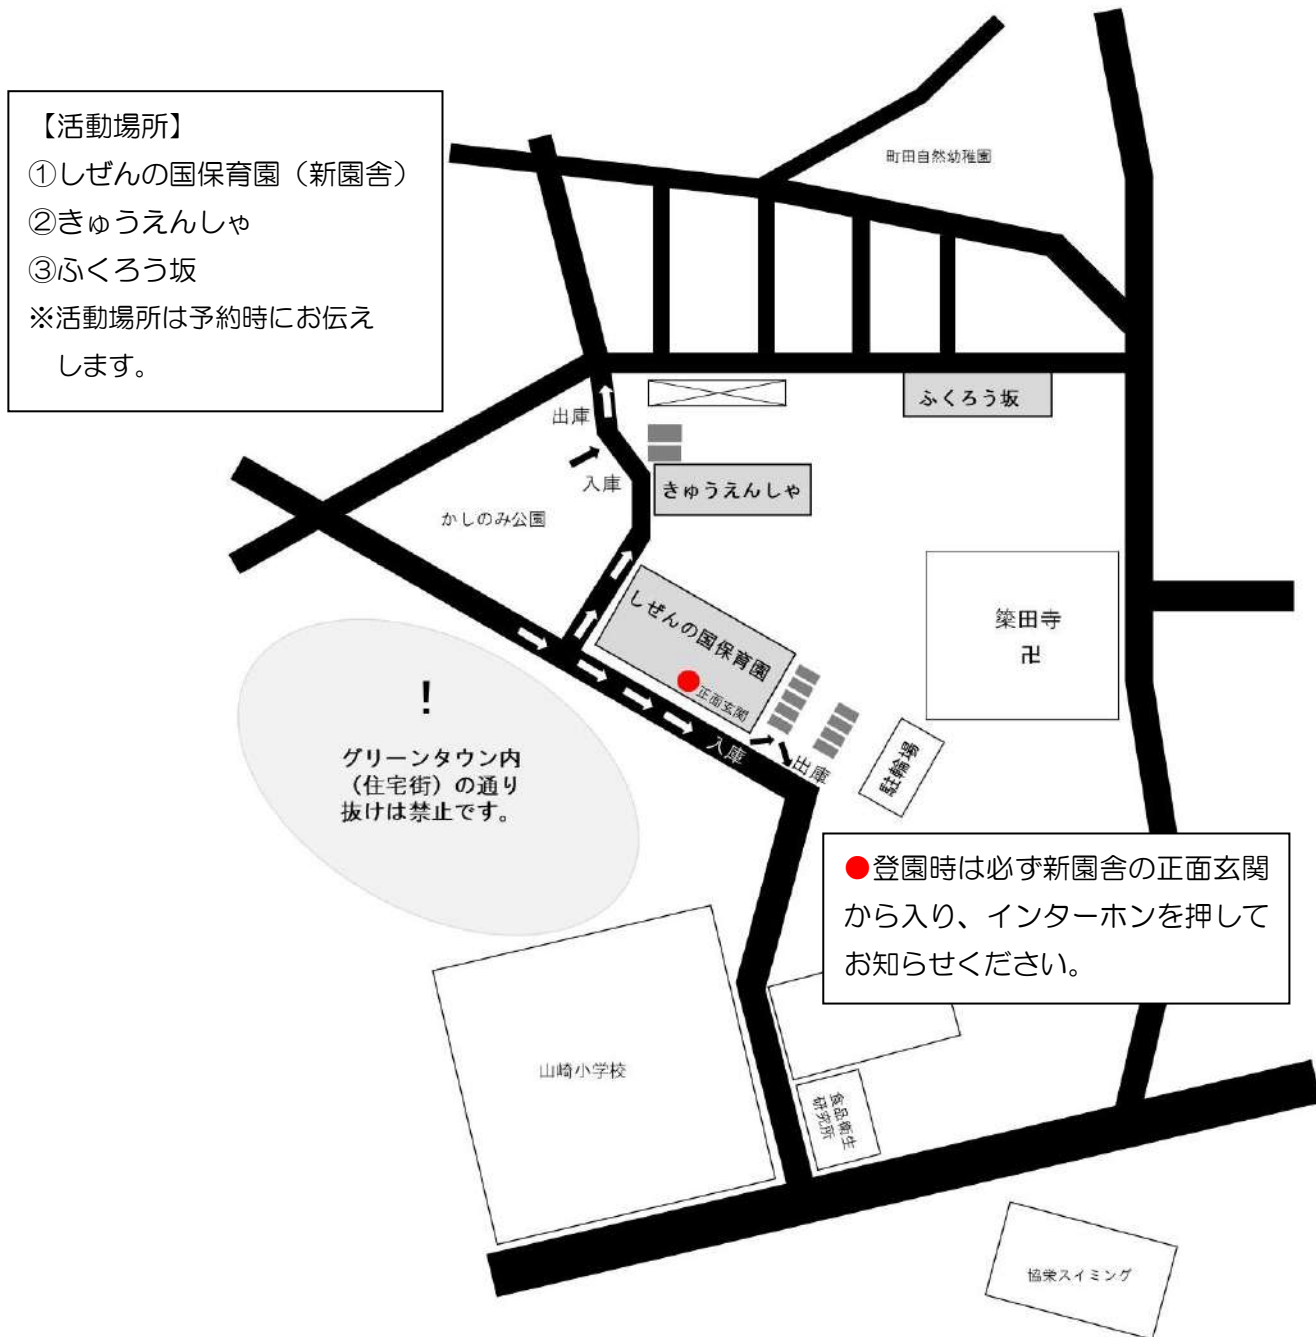 【活動場所】
①しぜんの国保育園（新園舎）
②きゅうえんしゃ
③ふくろう坂
※活動場所は予約時にお伝え
します。
町田自然幼稚園
ふくろう坂
出庫
入庫
きゅうえんしゃ
かしのみ公園
しぜんの国保育園
正面玄関
簗田寺
卍
入庫
出庫
駐輪場
！
グリーンタウン内
（住宅街）の通り
抜けは禁止です。
●登園時は必ず新園舎の正面玄関
から入り、インターホンを押して
お知らせください。
山崎小学校
食品衛生
研究所
協栄スイミング